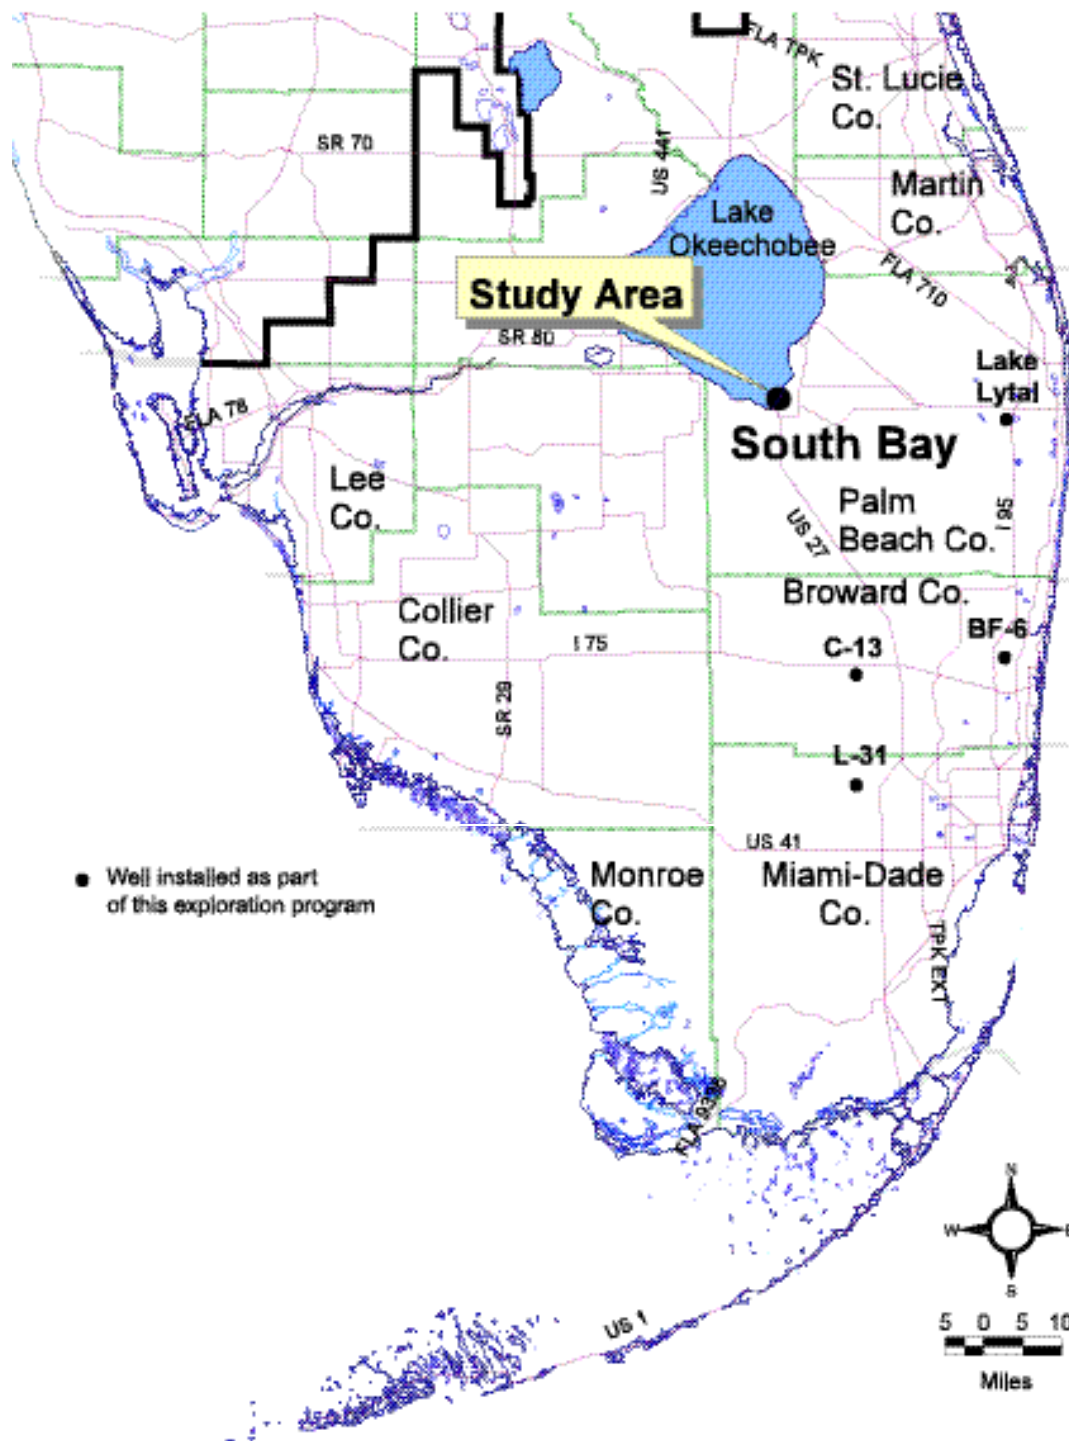 FLA TPK
St. Lucie
Co.
SR 70
US 441
Martin
Co.
Lake
Okeechobee
FLA 710
Study Area
SR 80
Lake
Lytal
FLA 78
South Bay
Lee
Co.
Palm
Beach Co.
US 27
I 95
Broward Co.
Collier
Co.
BF-6
C-13
I 75
SR 29
L-31
US 41
Monroe
Co.
Miami-Dade
Co.
Well installed as part
of this exploration program
TPK EXT
FLA 9336
N
W
E
S
US 1
5 0 5 10
Miles